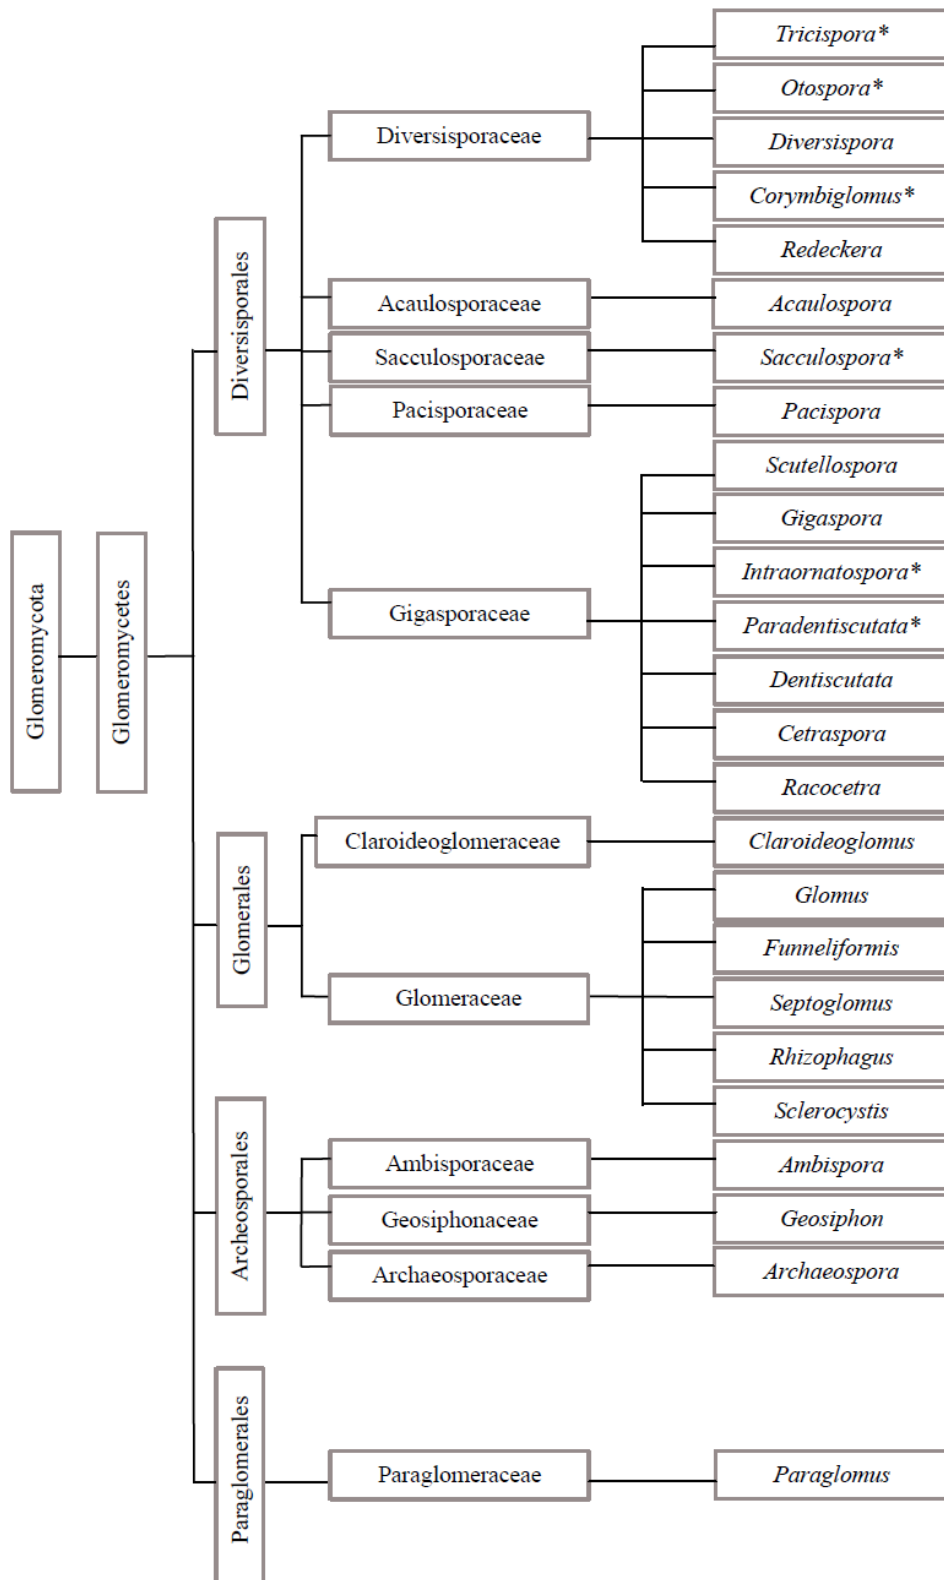 Glomeromycota
Glomeromycetes
Diversisporales
Diversisporaceae
Tricispora*
Otospora*
Diversispora
Corymbiglomus*
Redeckera
Acaulosporaceae
Acaulospora
Sacculosporaceae
Sacculospora*
Pacisporaceae
Pacispora
Gigasporaceae
Scutellospora
Gigaspora
Intraornatospora*
Paradentiscutata*
Dentiscutata
Cetraspora
Racocetra
Glomerales
Claroideoglomeraceae
Claroideoglomus
Glomeraceae
Glomus
Funneliformis
Septoglomus
Rhizophagus
Sclerocystis
Archeosporales
Ambisporaceae
Ambispora
Geosiphonaceae
Geosiphon
Archaeosporaceae
Archaeospora
Paraglomerales
Paraglomeraceae
Paraglomus